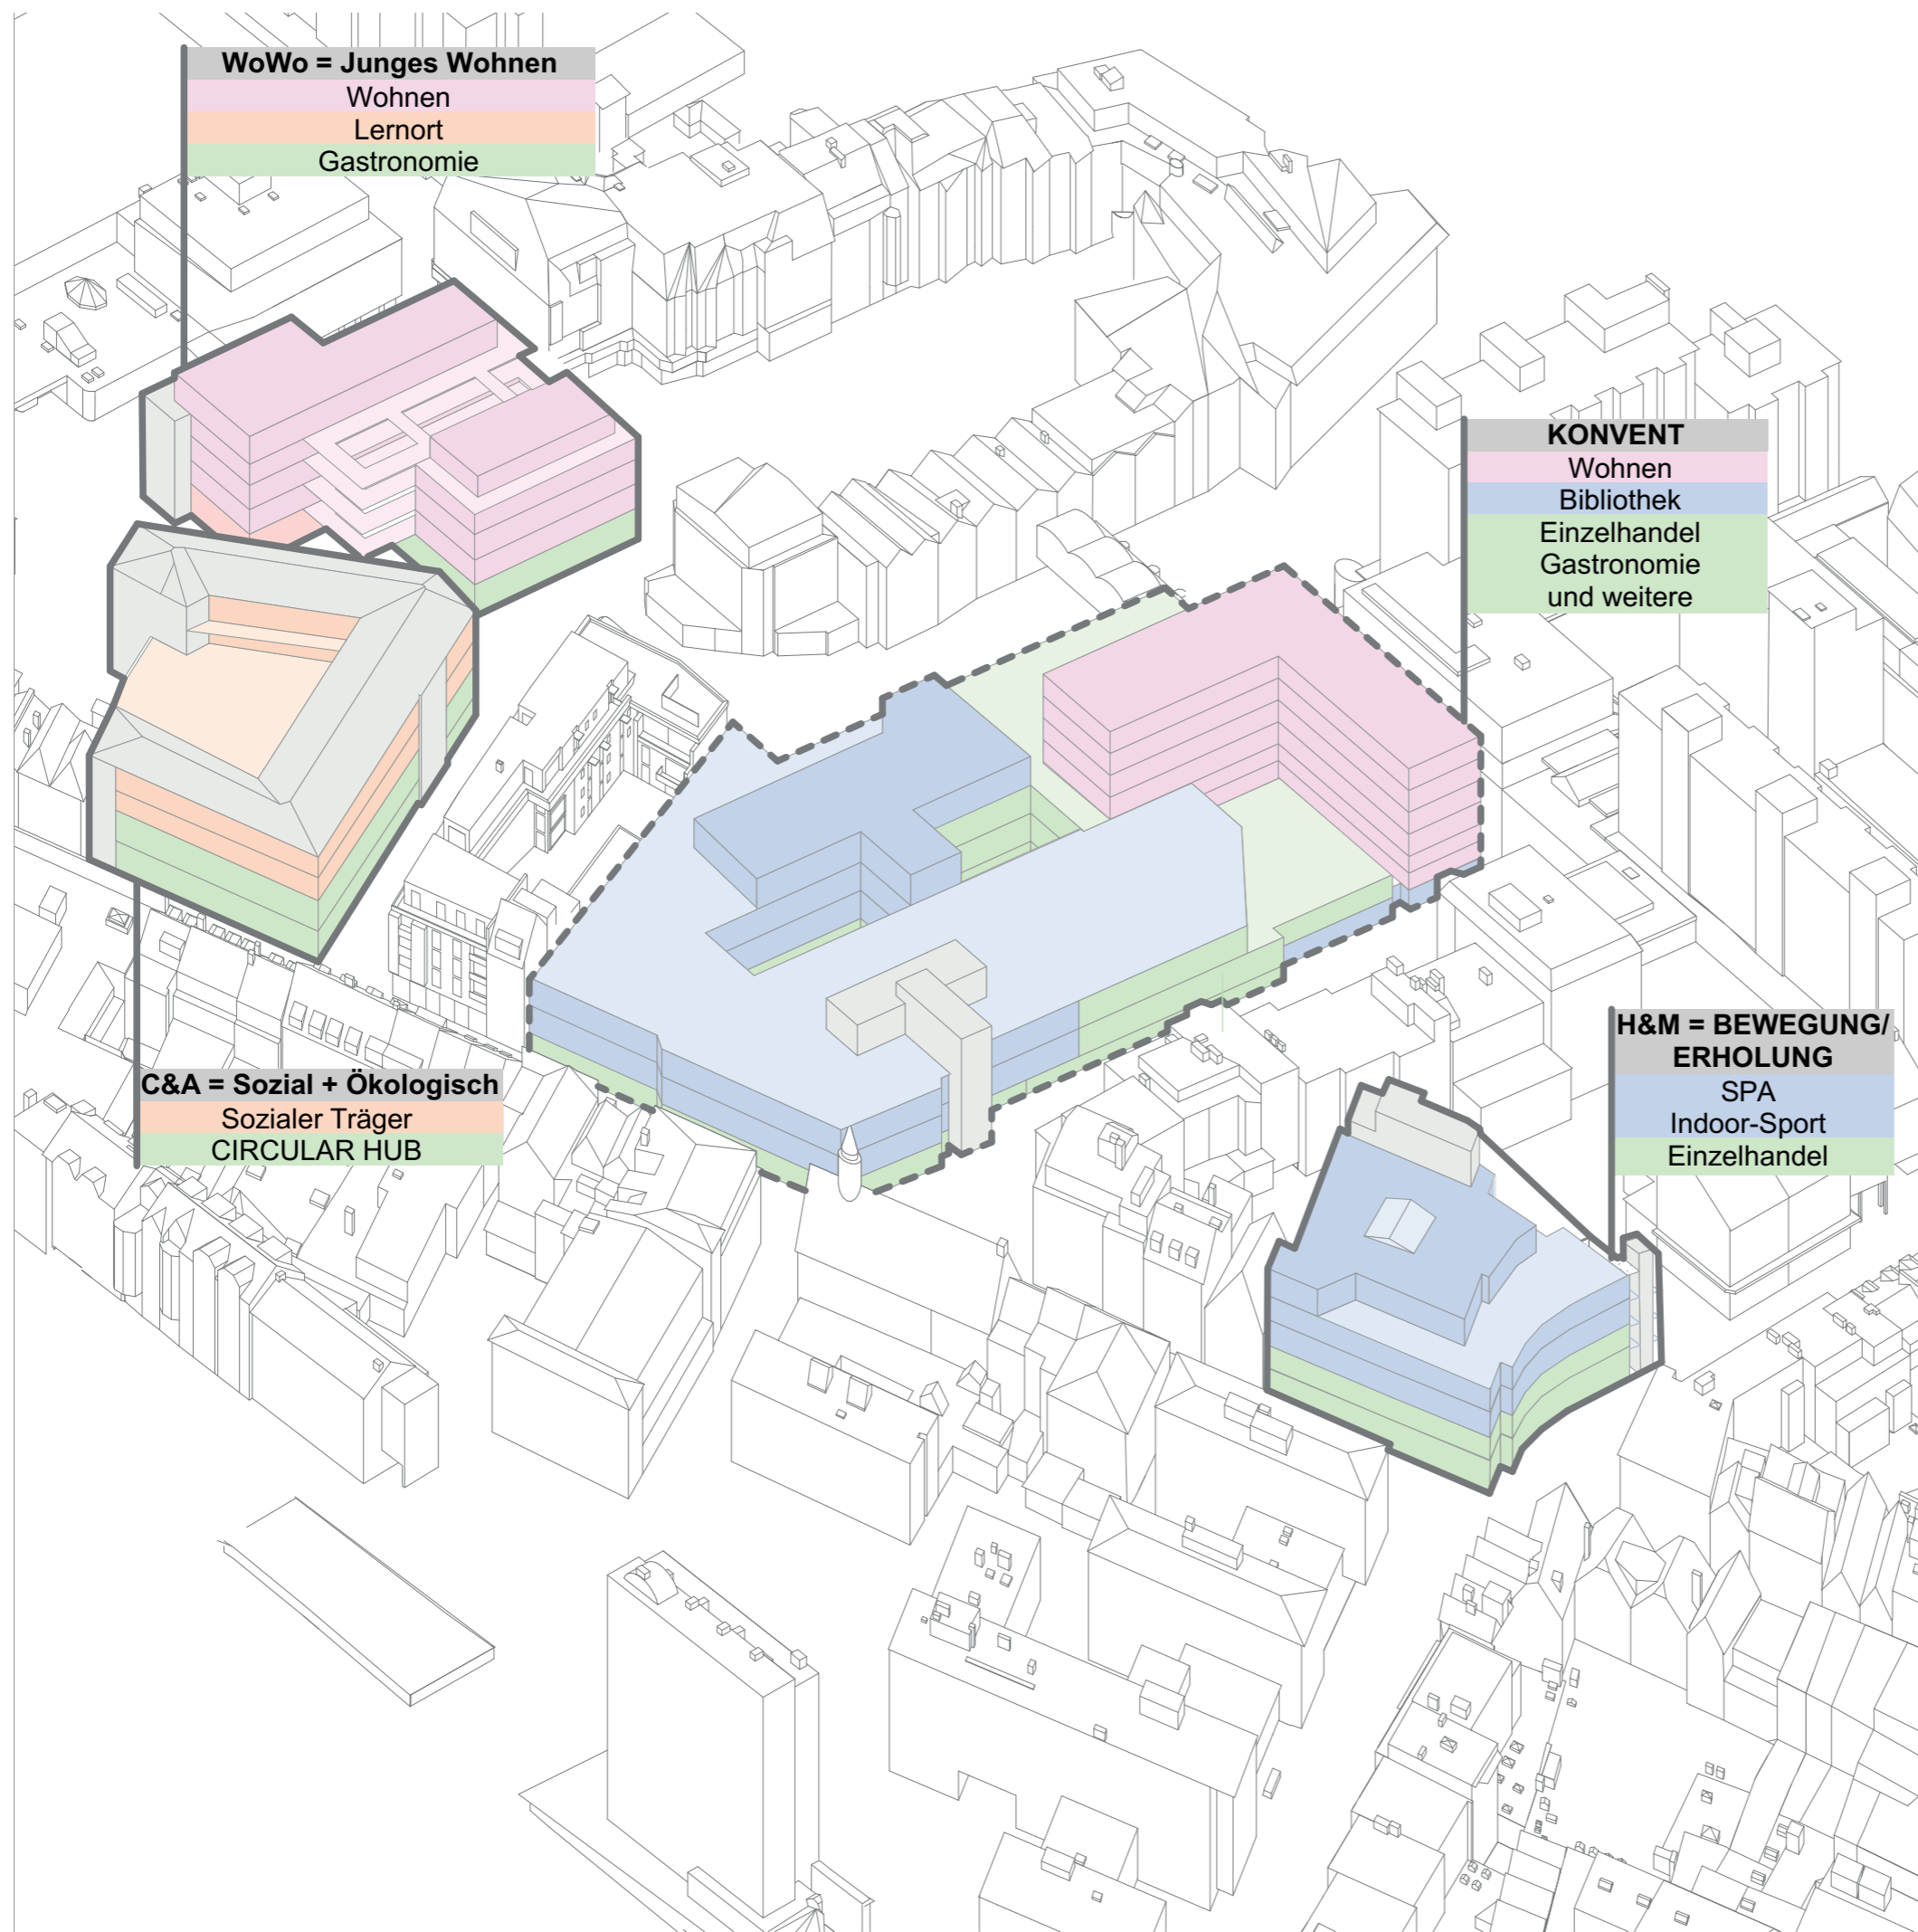 WoWo = Junges Wohnen
Wohnen
Lernort
Gastronomie
KONVENT
Wohnen
Bibliothek
Einzelhandel
Gastronomie
und weitere
C&A = Sozial + Ökologisch
Sozialer Träger
CIRCULAR HUB
H&M = BEWEGUNG/
ERHOLUNG
SPA
Indoor-Sport
Einzelhandel